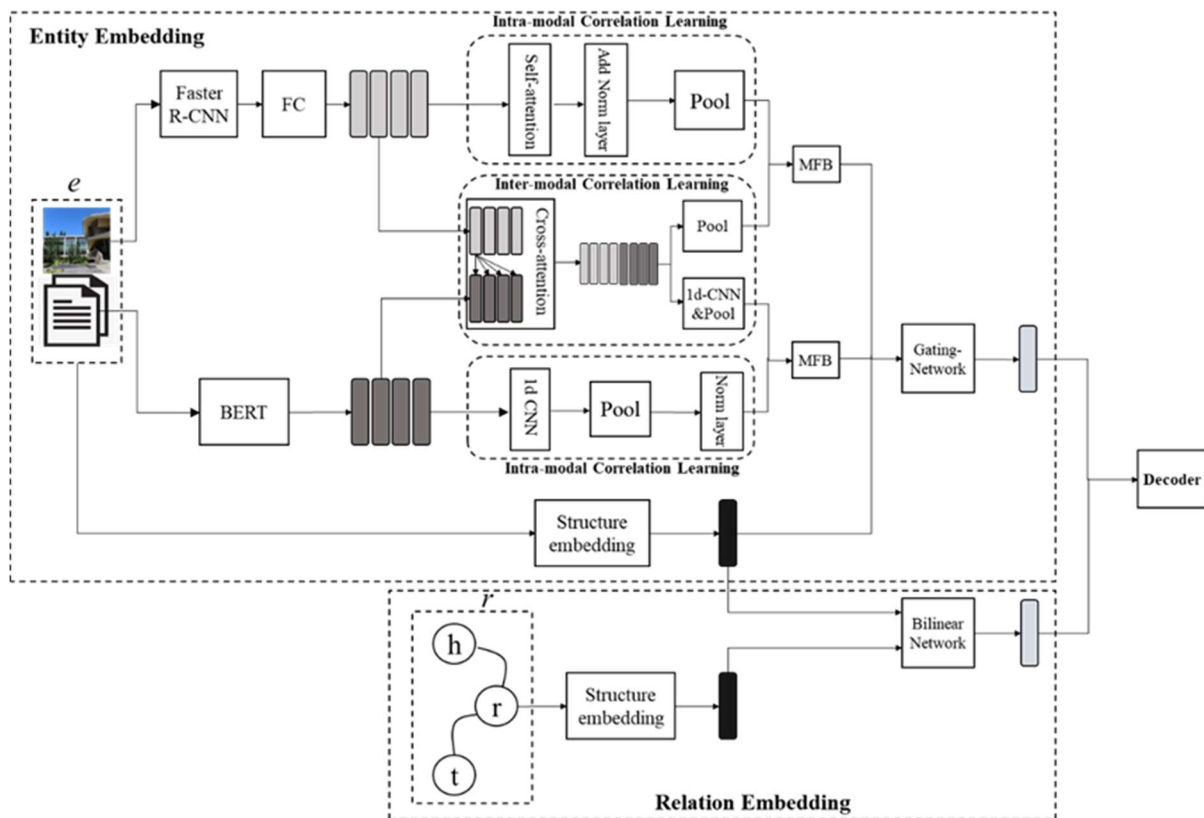 Intra-modal Correlation Learning
Entity Embedding
Faster
R-CNN
FC
Self-attention
Add Norm layer
Pool
MFB
e
Inter-modal Correlation Learning
Cross-attention
Pool
1d-CNN
&Pool
MFB
Gating-
Network
BERT
1d CNN
Pool
Norm layer
Intra-modal Correlation Learning
Decoder
Structure
embedding
r
h
r
t
Structure
embedding
Bilinear
Network
Relation Embedding